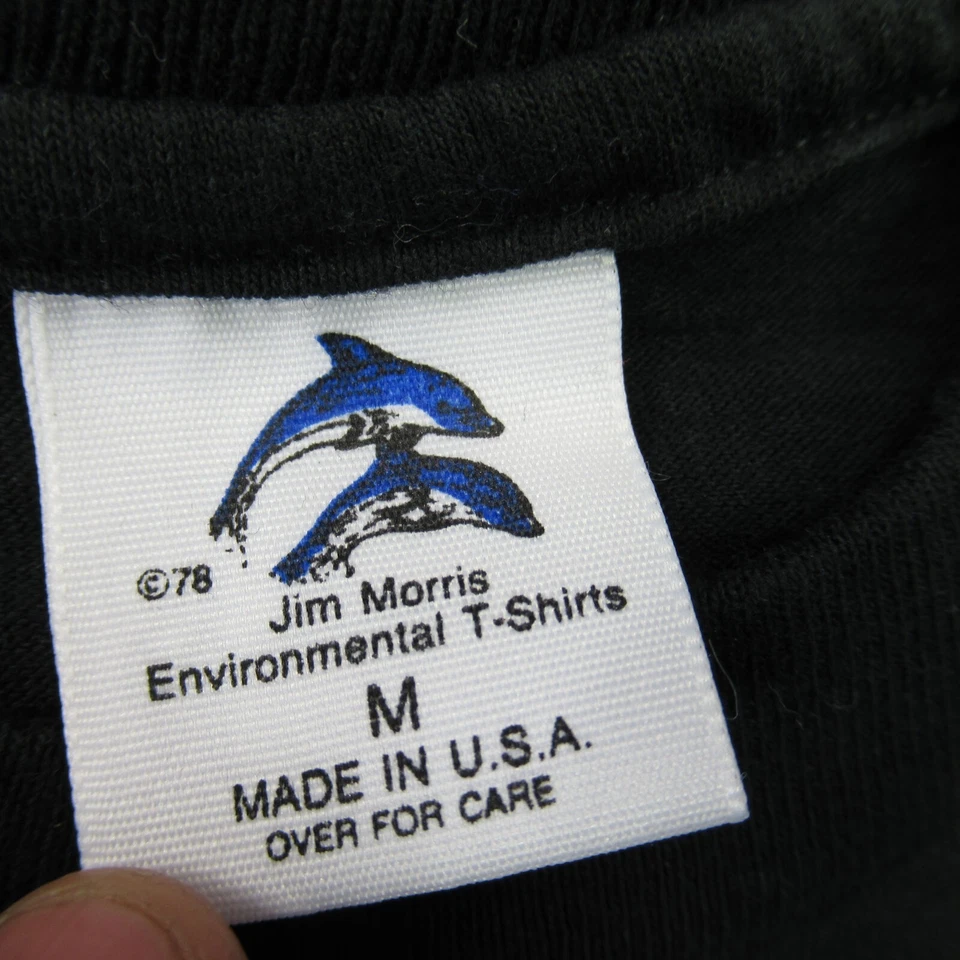 ©78
Jim Morris
Environmental T-Shirts
M
MADE IN U.S.A.
OVER FOR CARE